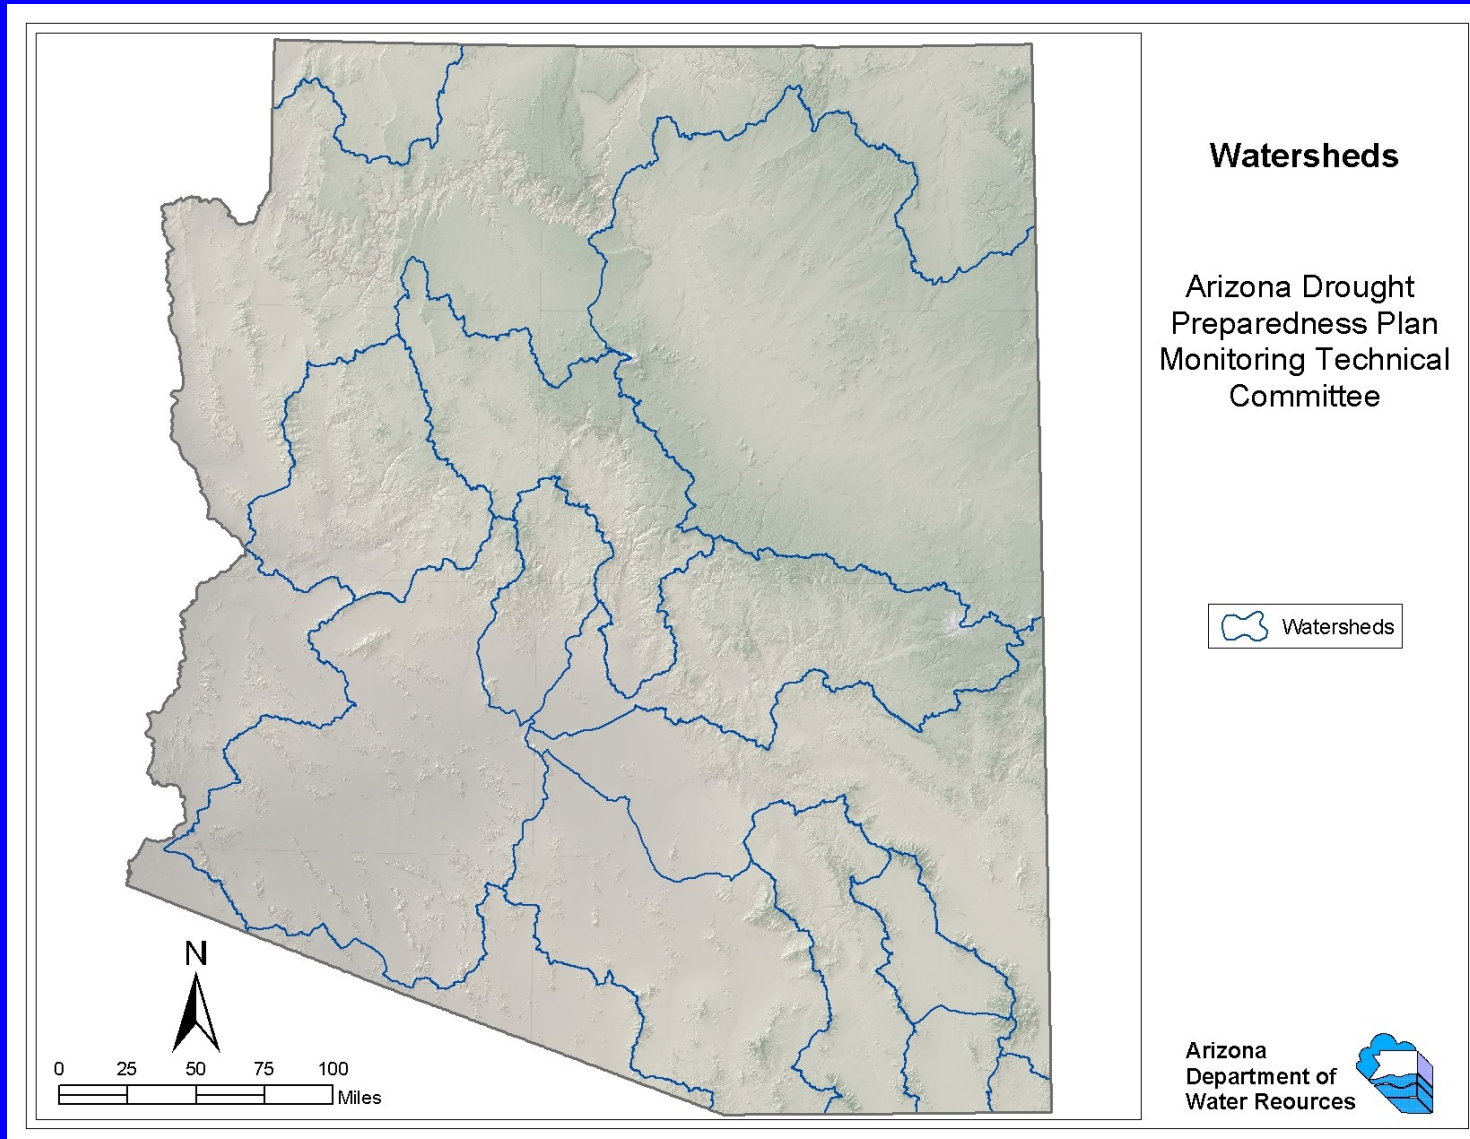 Watersheds
Arizona Drought
Preparedness Plan
Monitoring Technical
Committee
Watersheds
N
0 25 50 75 100
Miles
Arizona
Department of
Water Reources